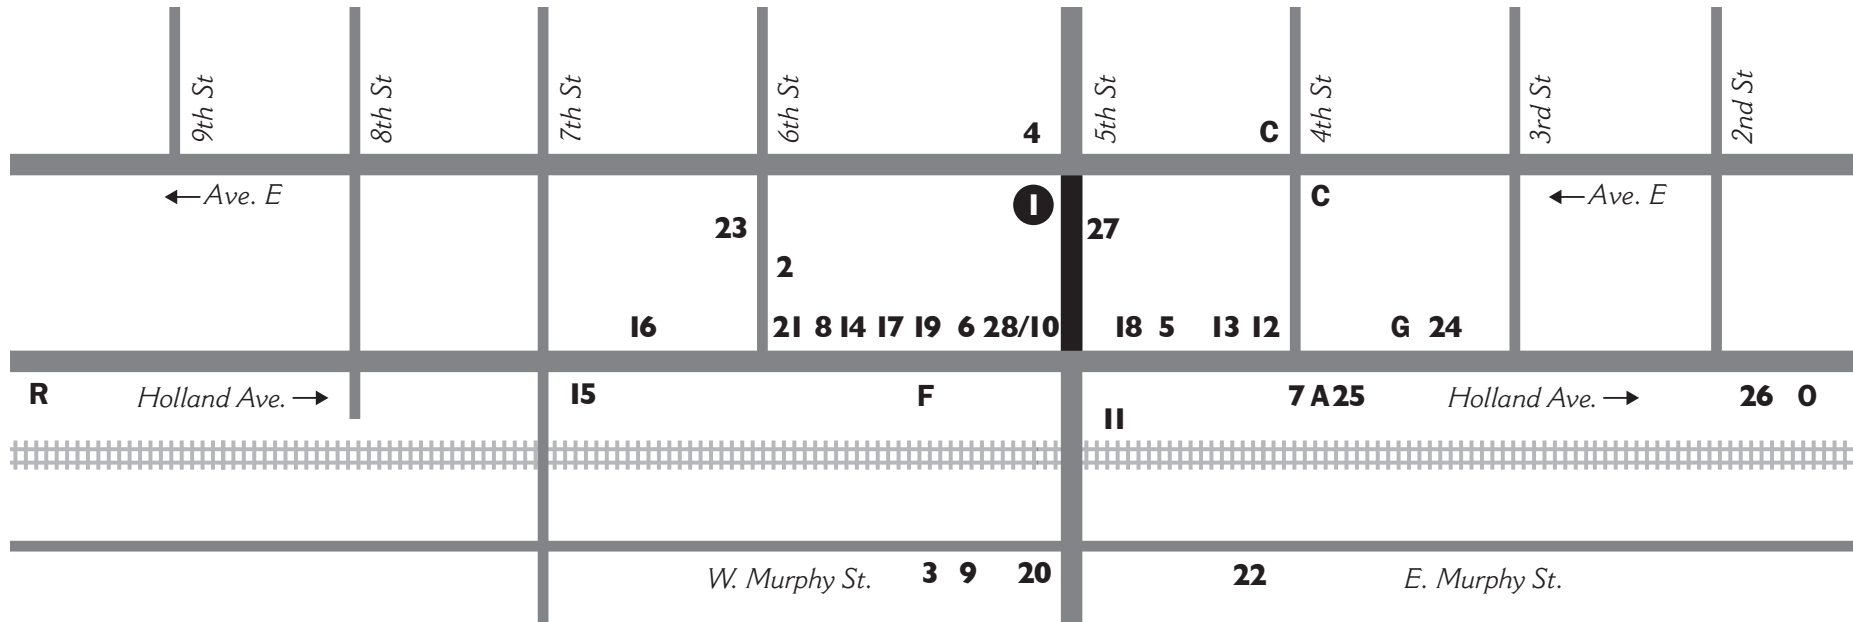 9th St 8th St 7th St 6th St 5th St 4th St 3rd St 2nd St
4 C
← Ave. E 1 C ← Ave. E
23 27
2
16 21 8 14 17 19 6 28/10 18 5 13 12 G 24
R Holland Ave. → 15 F 7 A 25 Holland Ave. → 26 O
11
W. Murphy St. 3 9 20 22 E. Murphy St.